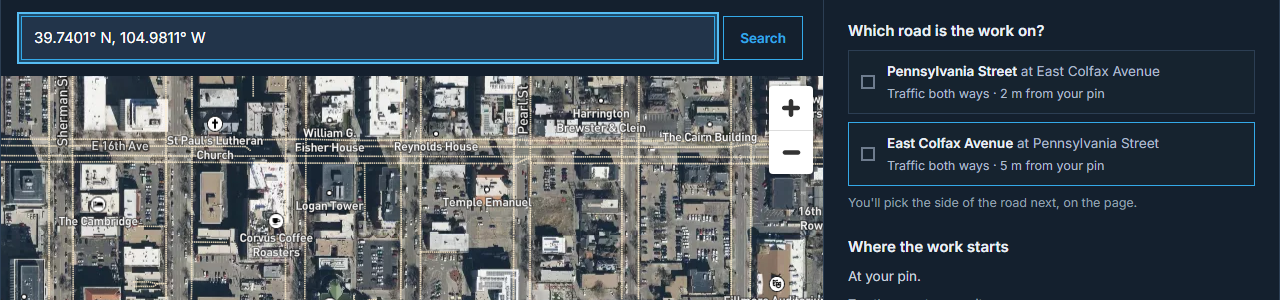 39.7401° N, 104.9811° W
Search
Which road is the work on?
Pennsylvania Street at East Colfax Avenue
Traffic both ways · 2 m from your pin
East Colfax Avenue at Pennsylvania Street
Traffic both ways · 5 m from your pin
You'll pick the side of the road next, on the page.
Where the work starts
At your pin.
Sherman St
Pearl St
Harrington
Brewster & Clein
William G.
Fisher House
E 16th Ave
St Paul's Lutheran
Church
Reynolds House
The Cairn Building
Logan Tower
Temple Emanuel
The Cambridge
16th
Row
Corvus Coffee
Roasters